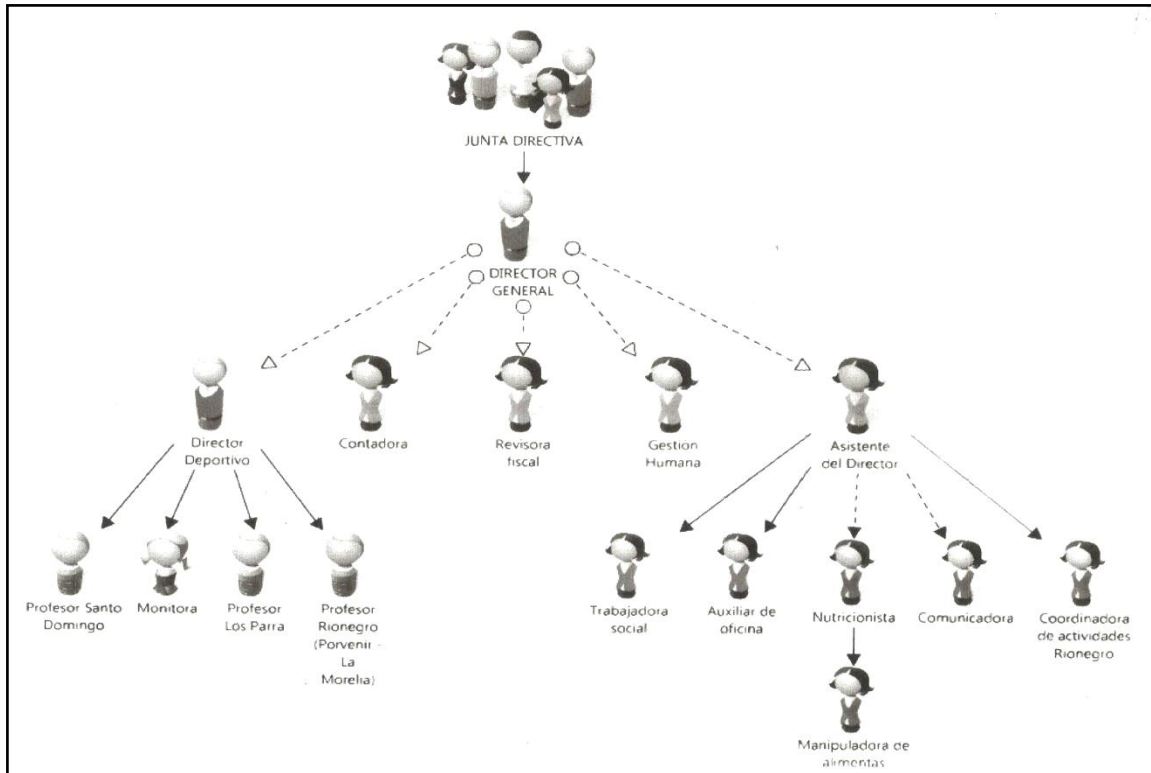 JUNTA DIRECTIVA
DIRECTOR
GENERAL
Director
Deportivo
Contadora
Revisora
fiscal
Gestion
Humana
Asistente
del Director
Profesor Santo
Domingo
Monitora
Profesor
Los Parra
Profesor
Rionegro
(Porvenir -
La
Morelia)
Trabajadora
social
Auxiliar de
oficina
Nutricionista
Comunicadora
Coordinadora
de actividades
Rionegro
Manipuladora de
alimentas